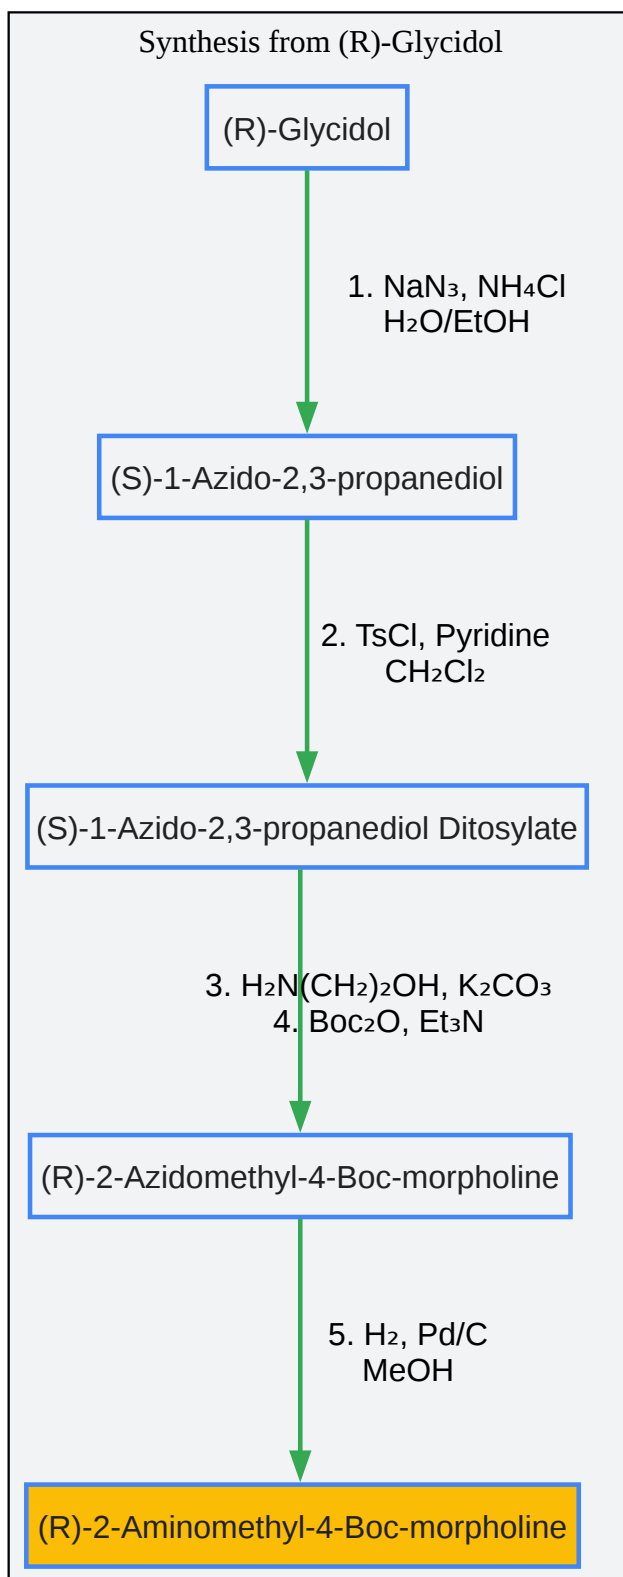 Synthesis from (R)-Glycidol
(R)-Glycidol
1. NaN₃, NH₄Cl
H₂O/EtOH
(S)-1-Azido-2,3-propanediol
2. TsCl, Pyridine
CH₂Cl₂
(S)-1-Azido-2,3-propanediol Ditosylate
3. H₂N(CH₂)₂OH, K₂CO₃
4. Boc₂O, Et₃N
(R)-2-Azidomethyl-4-Boc-morpholine
5. H₂, Pd/C
MeOH
(R)-2-Aminomethyl-4-Boc-morpholine